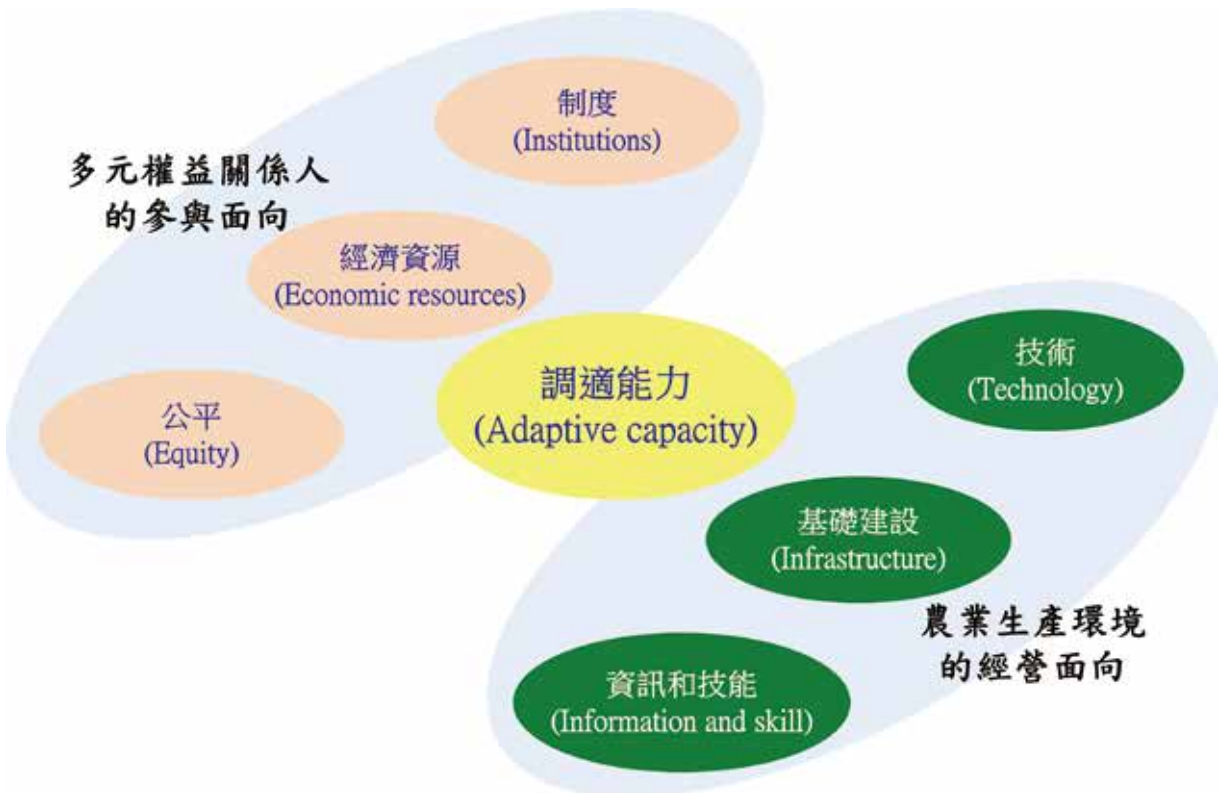 多元權益關係人
的參與面向
制度
(Institutions)
經濟資源
(Economic resources)
公平
(Equity)
調適能力
(Adaptive capacity)
技術
(Technology)
基礎建設
(Infrastructure)
資訊和技能
(Information and skill)
農業生產環境
的經營面向